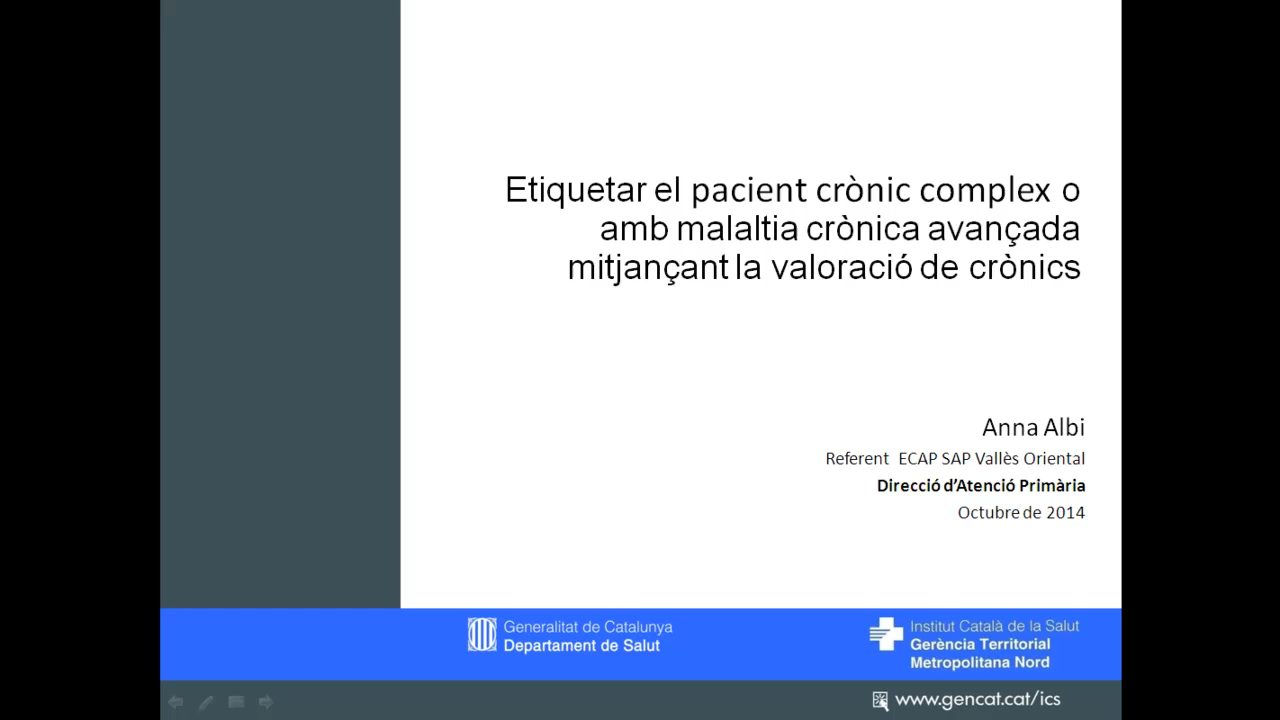 Etiquetar el pacient crònic complex o
amb malaltia crònica avançada
mitjançant la valoració de crònics
Anna Albi
Referent ECAP SAP Vallès Oriental
Direcció d'Atenció Primària
Octubre de 2014
Generalitat de Catalunya
Departament de Salut
Institut Català de la Salut
Gerència Territorial
Metropolitana Nord
www.gencat.cat/ics